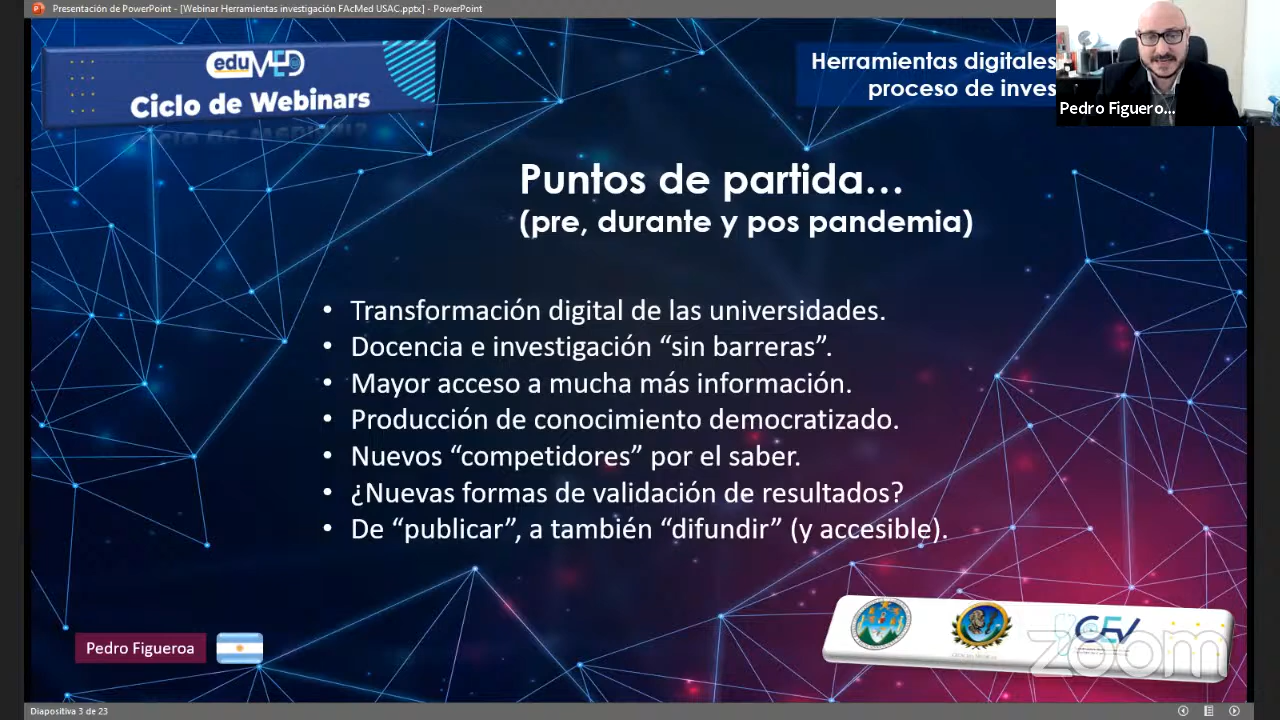 Presentación de PowerPoint - [Webinar Herramientas investigación FAcMed USAC.pptx] - PowerPoint
eduMED
Ciclo de Webinars
Herramientas digitales
proceso de inves
Pedro Figuero...
Puntos de partida...
(pre, durante y pos pandemia)
• Transformación digital de las universidades.
• Docencia e investigación “sin barreras”.
• Mayor acceso a mucha más información.
• Producción de conocimiento democratizado.
• Nuevos “competidores” por el saber.
• ¿Nuevas formas de validación de resultados?
• De “publicar”, a también “difundir” (y accesible).
Pedro Figueroa
CEV
zoom
Diapositiva 3 de 23